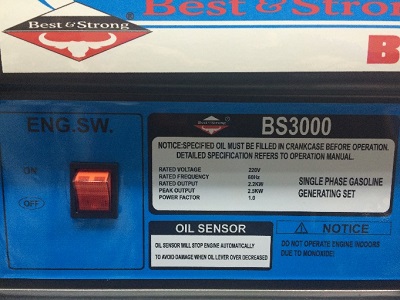 Best & Strong
Best & Stro
B
ENG.SW.
ON
OFF
Best & Strong
BS3000
NOTICE:SPECIFIED OIL MUST BE FILLED IN CRANKCASE BEFORE OPERATION.
DETAILED SPECIFICATION REFERS TO OPERATION MANUAL.
RATED VOLTAGE 220V
RATED FREQUENCY 60Hz
RATED OUTPUT 2.2KW
PEAK OUTPUT 2.5KW
POWER FACTOR 1.0
SINGLE PHASE GASOLINE
GENERATING SET
OIL SENSOR
OIL SENSOR WILL STOP ENGINE AUTOMATICALLY
TO AVOID DAMAGE WHEN OIL LEVER OVER DECREASED
NOTICE
DO NOT OPERATE ENGINE INDOORS
DUE TO MONOXIDE!